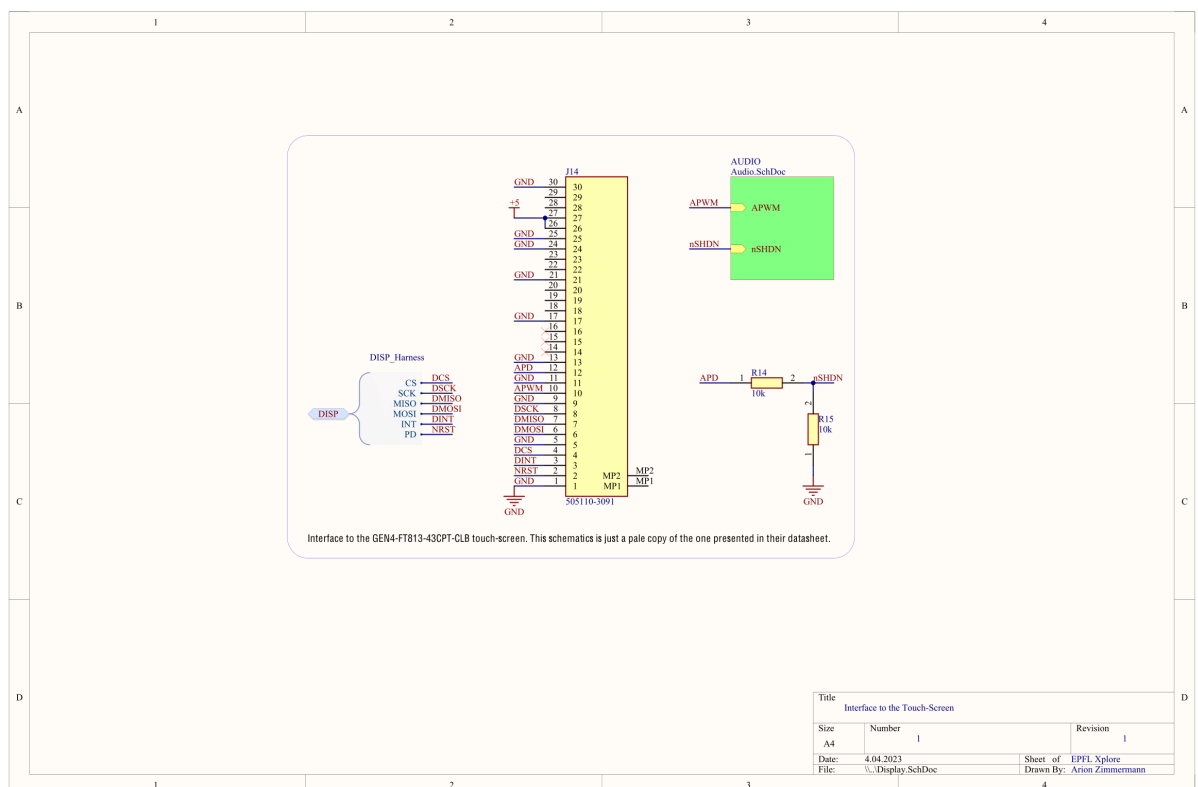 1 2 3 4
A A
J14
AUDIO
Audio.SchDoc
GND 30 30
29 29
28 28
+5 27 27
26 26
GND 25 25
GND 24 24
23 23
22 22
GND 21 21
20 20
19 19
18 18
GND 17 17
16 16
15 15
14 14
GND 13 13
APD 12 12
GND 11 11
APWM 10 10
GND 9 9
DSCK 8 8
DMISO 7 7
DMOSI 6 6
GND 5 5
DCS 4 4
DINT 3 3
NRST 2 2 MP2 MP2
GND 1 1 MP1 MP1
GND
505110-3091
APWM APWM
nSHDN nSHDN
B B
DISP_Harness
DISP
CS DCS
SCK DSCK
MISO DMISO
MOSI DMOSI
INT DINT
PD NRST
APD 1 R14 2 nSHDN
10k
2
R15
10k
1
GND
C C
Interface to the GEN4-FT813-43CPT-CLB touch-screen. This schematics is just a pale copy of the one presented in their datasheet.
D D
Title
Interface to the Touch-Screen
Size Number Revision
A4 1 1
Date: 4.04.2023 Sheet of EPFL Xplore
File: \\..\Display.SchDoc Drawn By: Arion Zimmermann
1 2 3 4